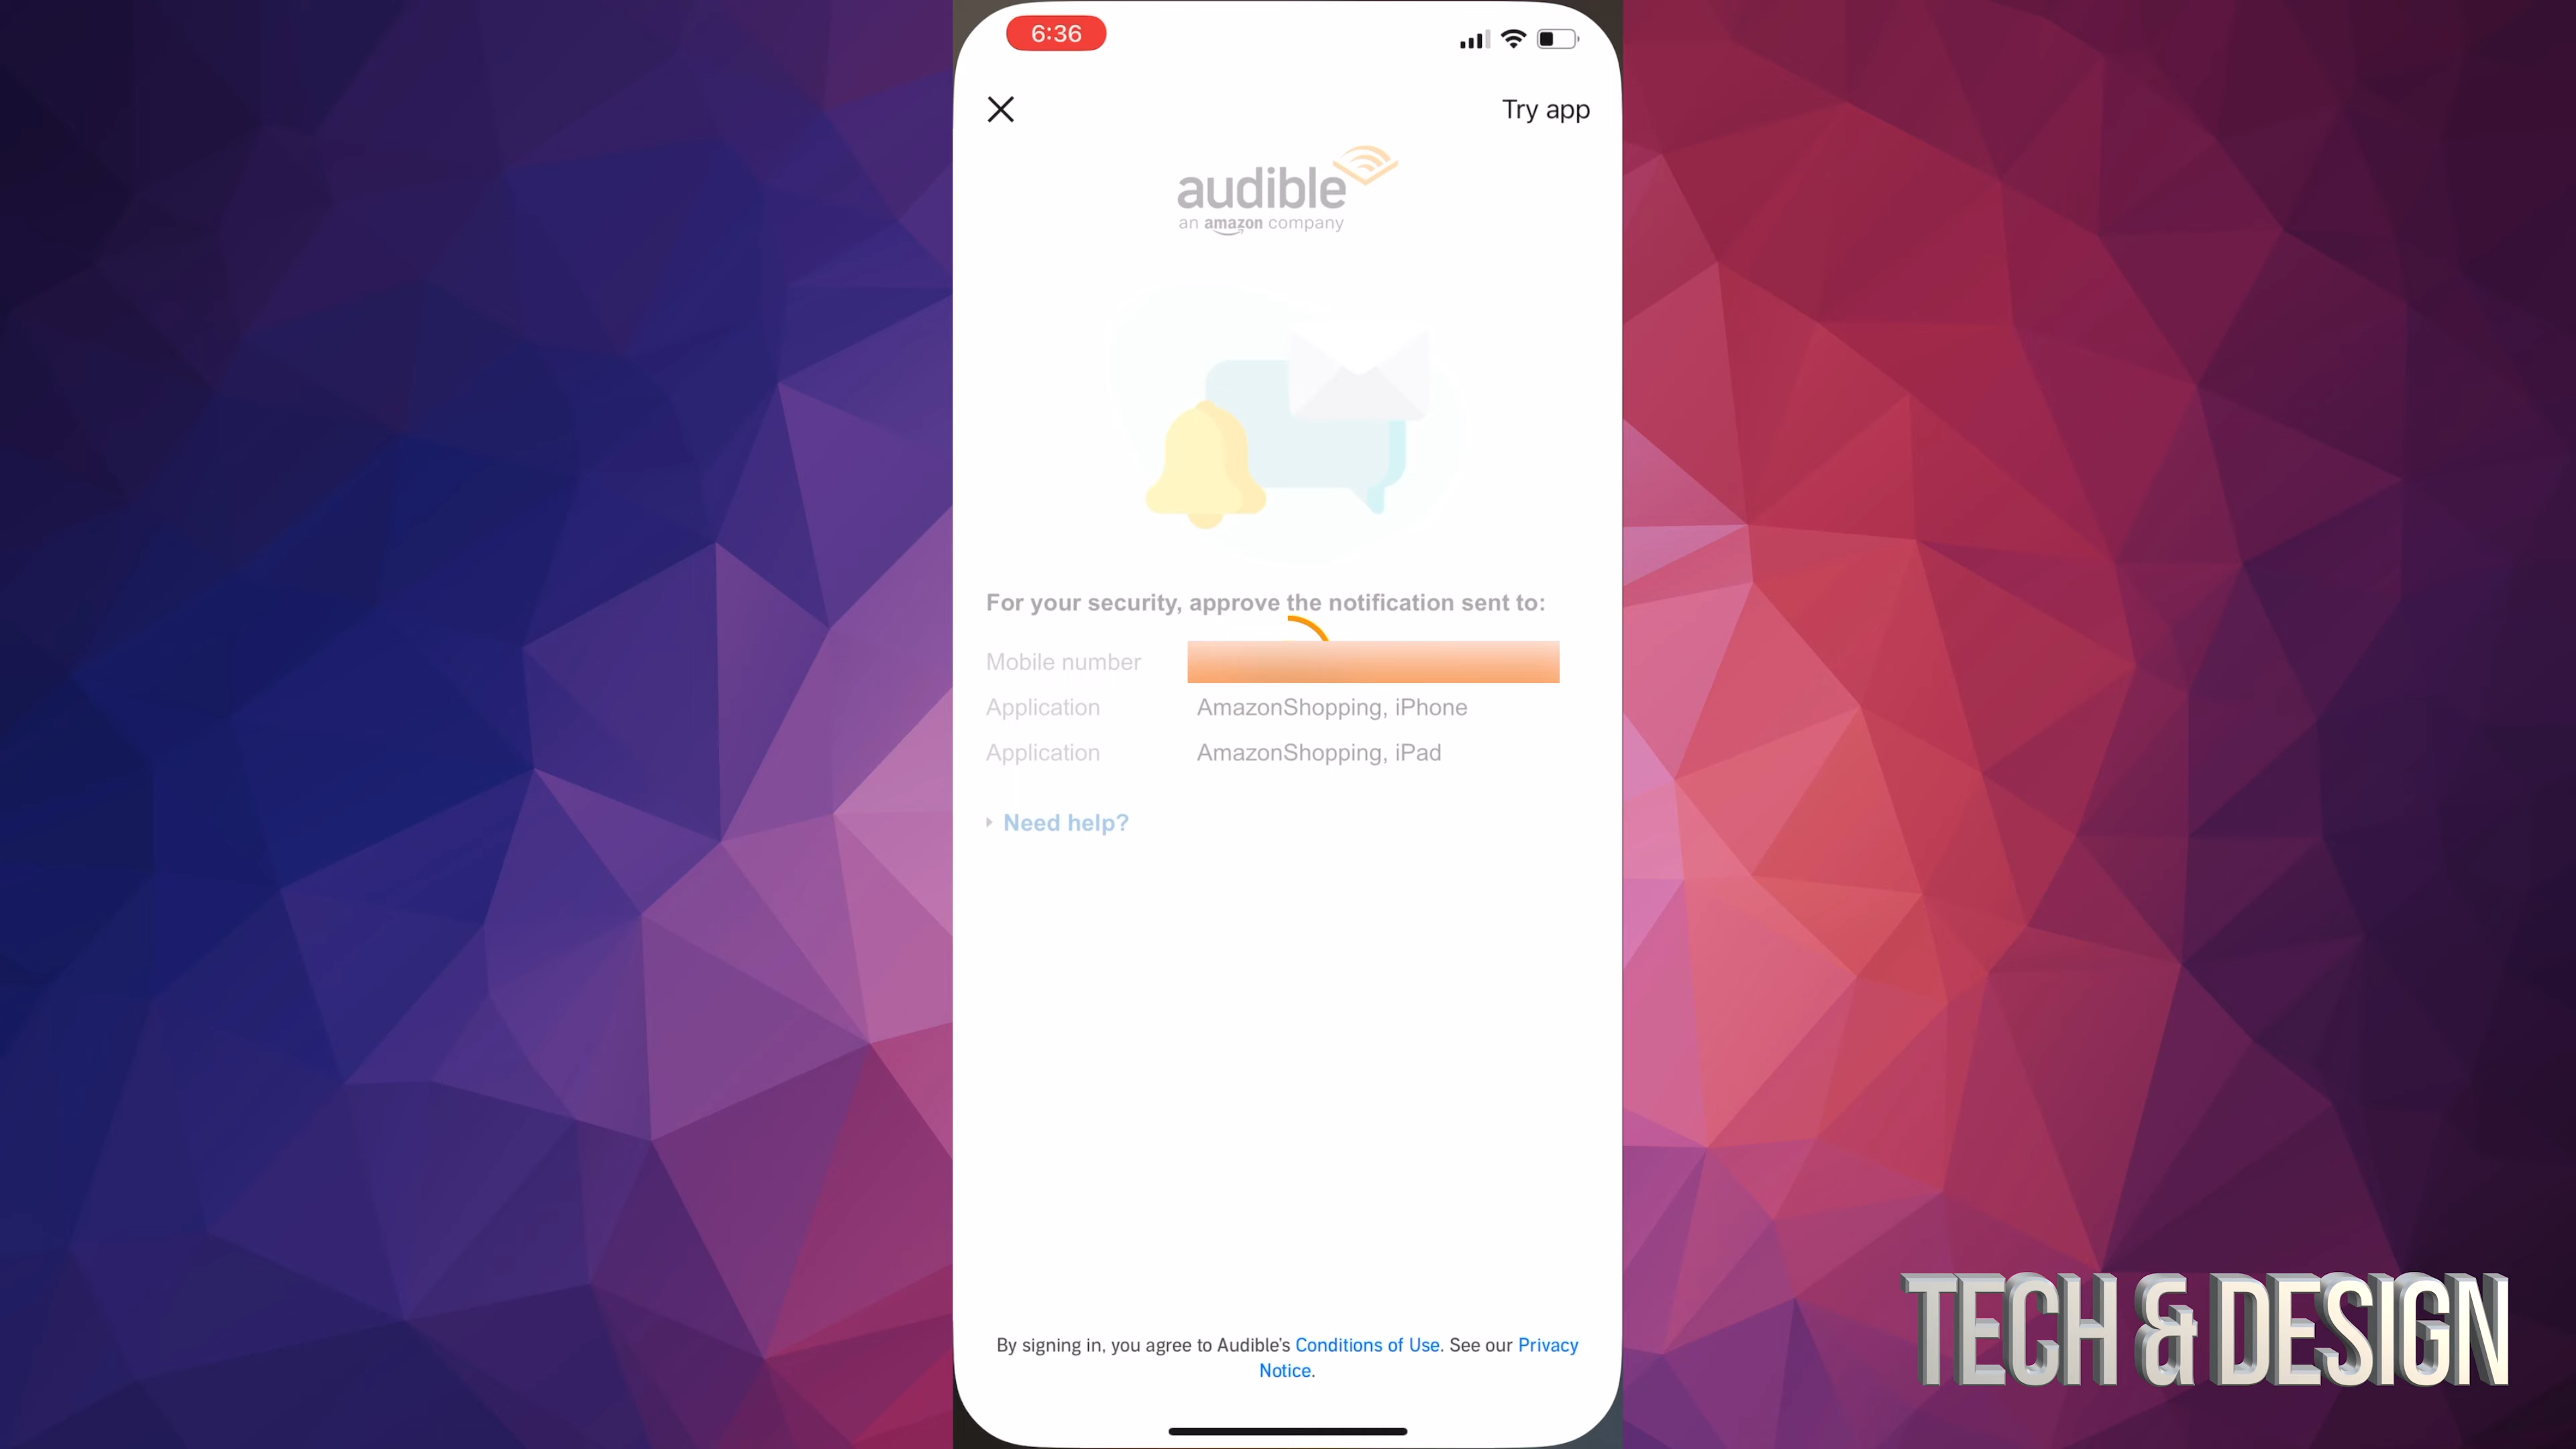 6:36
Try app
audible
an amazon company
For your security, approve the notification sent to:
Mobile number
Application AmazonShopping, iPhone
Application AmazonShopping, iPad
Need help?
By signing in, you agree to Audible's Conditions of Use. See our Privacy
Notice.
TECH & DESIGN